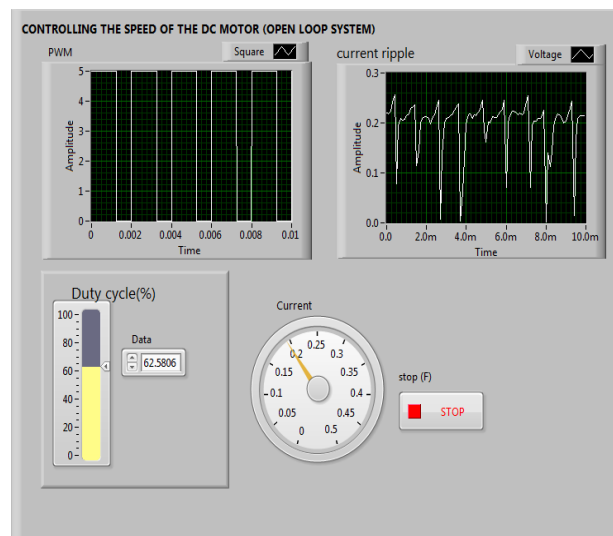 CONTROLLING THE SPEED OF THE DC MOTOR (OPEN LOOP SYSTEM)
PWM
Square
current ripple
Voltage
Amplitude
5-
4-
3-
2-
1-
0-
0 0.002 0.004 0.006 0.008 0.01
Time
Amplitude
0.3-
0.2-
0.1-
0.0-
0.0 2.0m 4.0m 6.0m 8.0m 10.0m
Time
Duty cycle(%)
100-
80-
60-
40-
20-
0-
Data
62.5806
Current
0
0.05
0.1
0.15
0.2
0.25
0.3
0.35
0.4
0.45
0.5
stop (F)
STOP